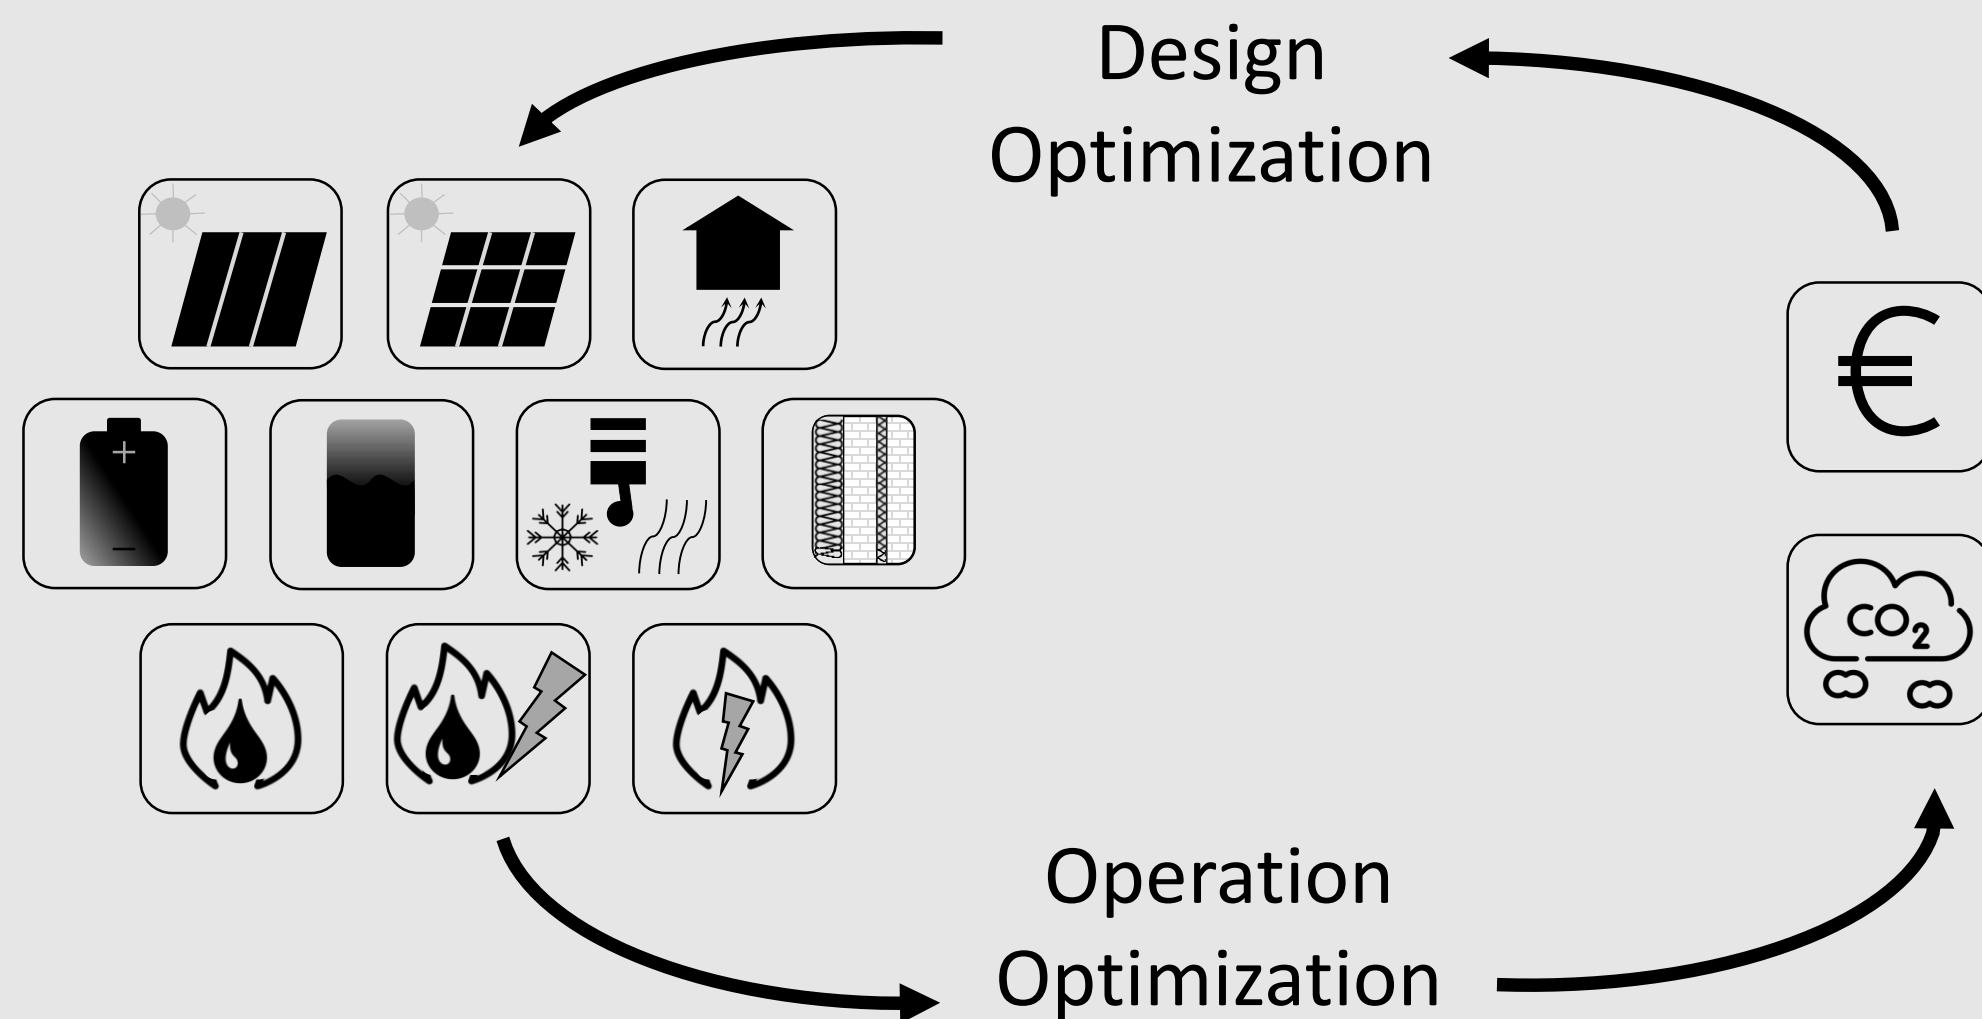 Design
Optimization
€
CO2
+
−
Operation
Optimization